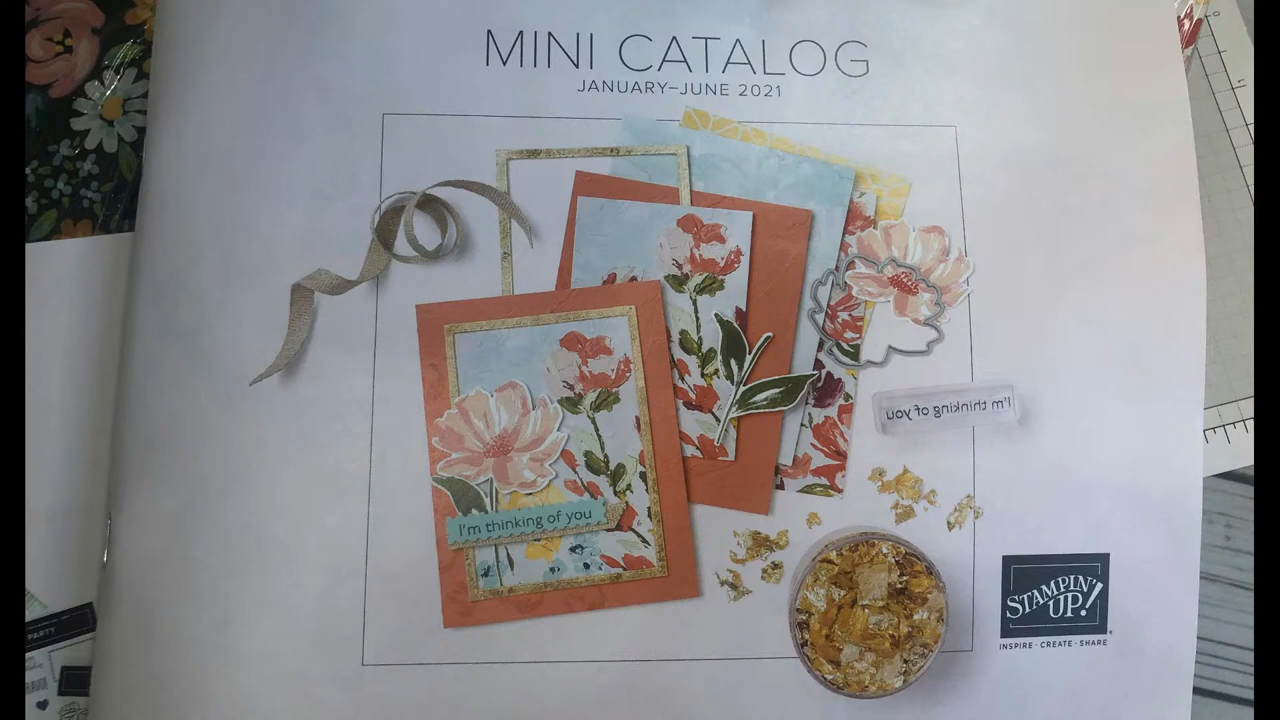 MINI CATALOG
JANUARY–JUNE 2021
I'm thinking of you
I'm thinking of you
STAMPIN' UP!
INSPIRE · CREATE · SHARE
PARTY